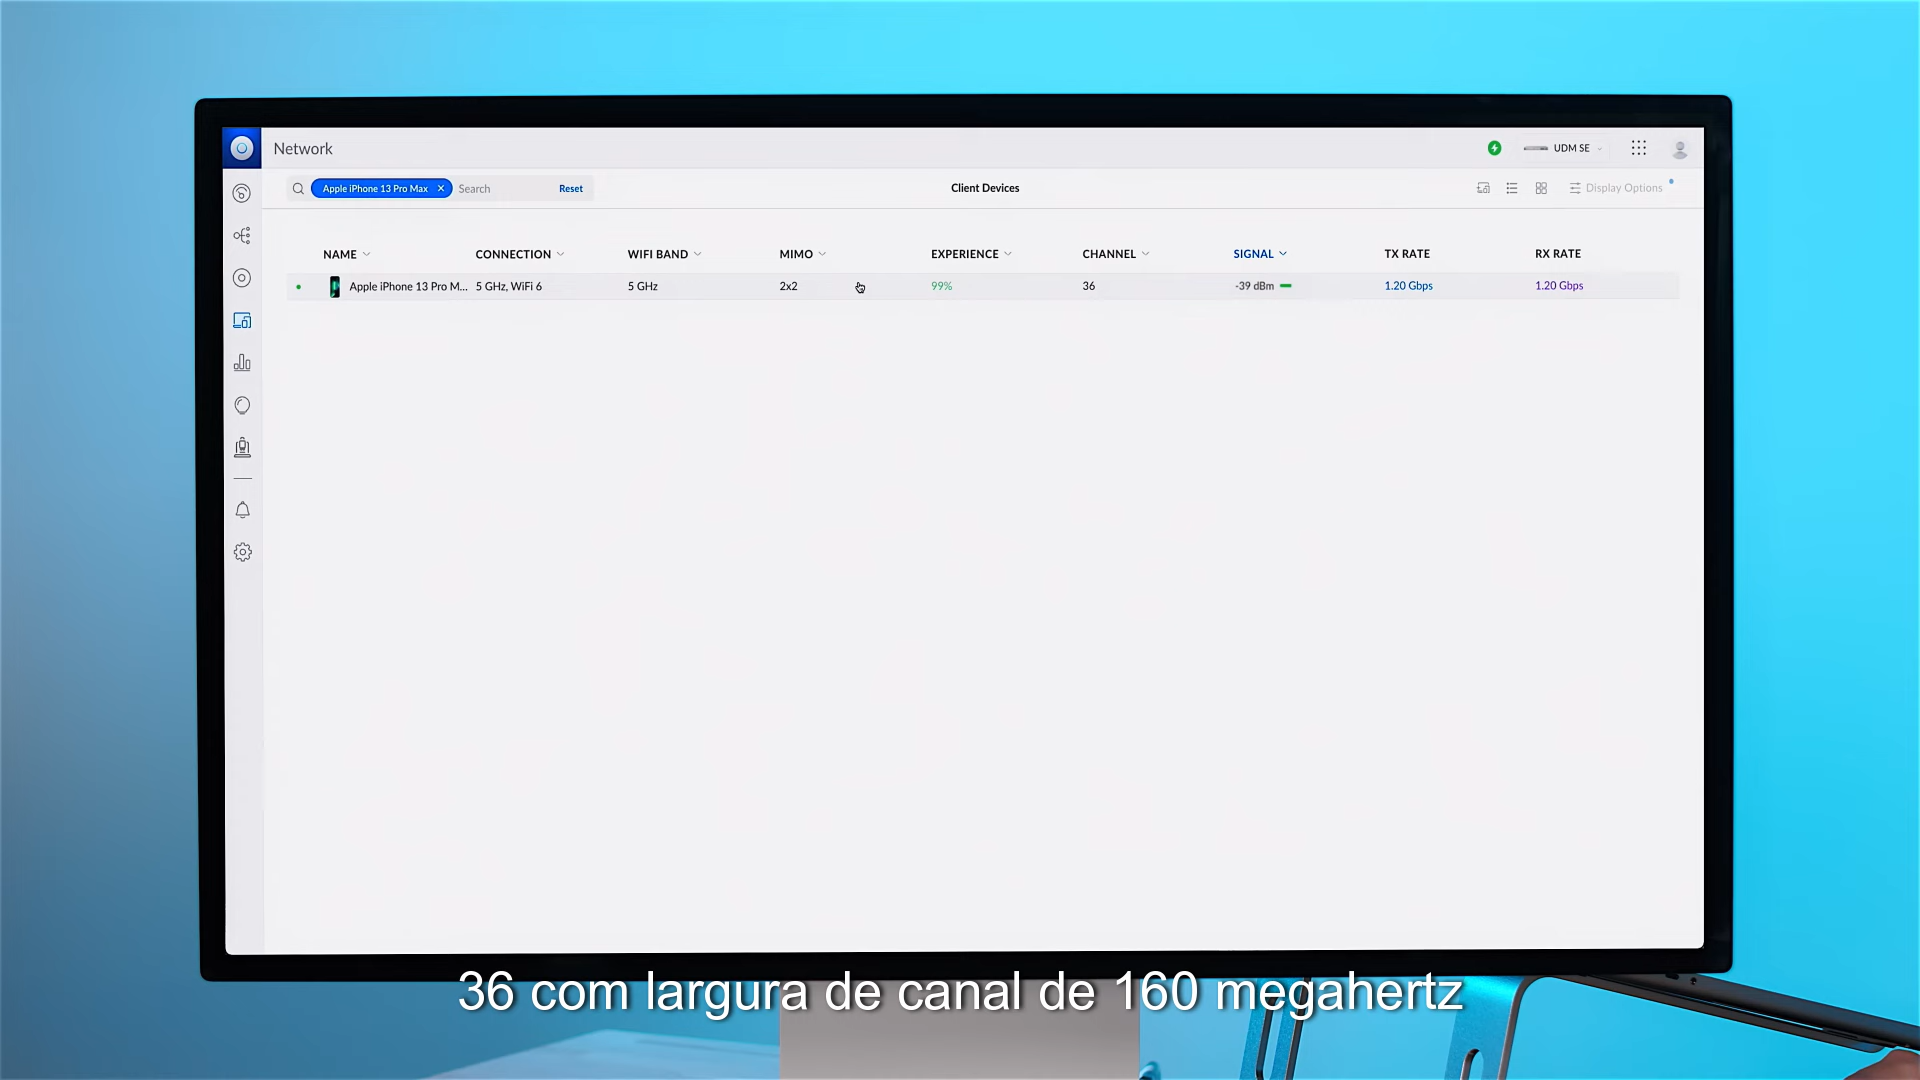 Network
UDM SE
Apple iPhone 13 Pro Max
Search
Reset
Client Devices
Display Options
NAME CONNECTION WIFI BAND MIMO EXPERIENCE CHANNEL SIGNAL TX RATE RX RATE
Apple iPhone 13 Pro M... 5 GHz, WiFi 6 5 GHz 2x2 99% 36 -39 dBm 1.20 Gbps 1.20 Gbps
36 com largura de canal de 160 megahertz